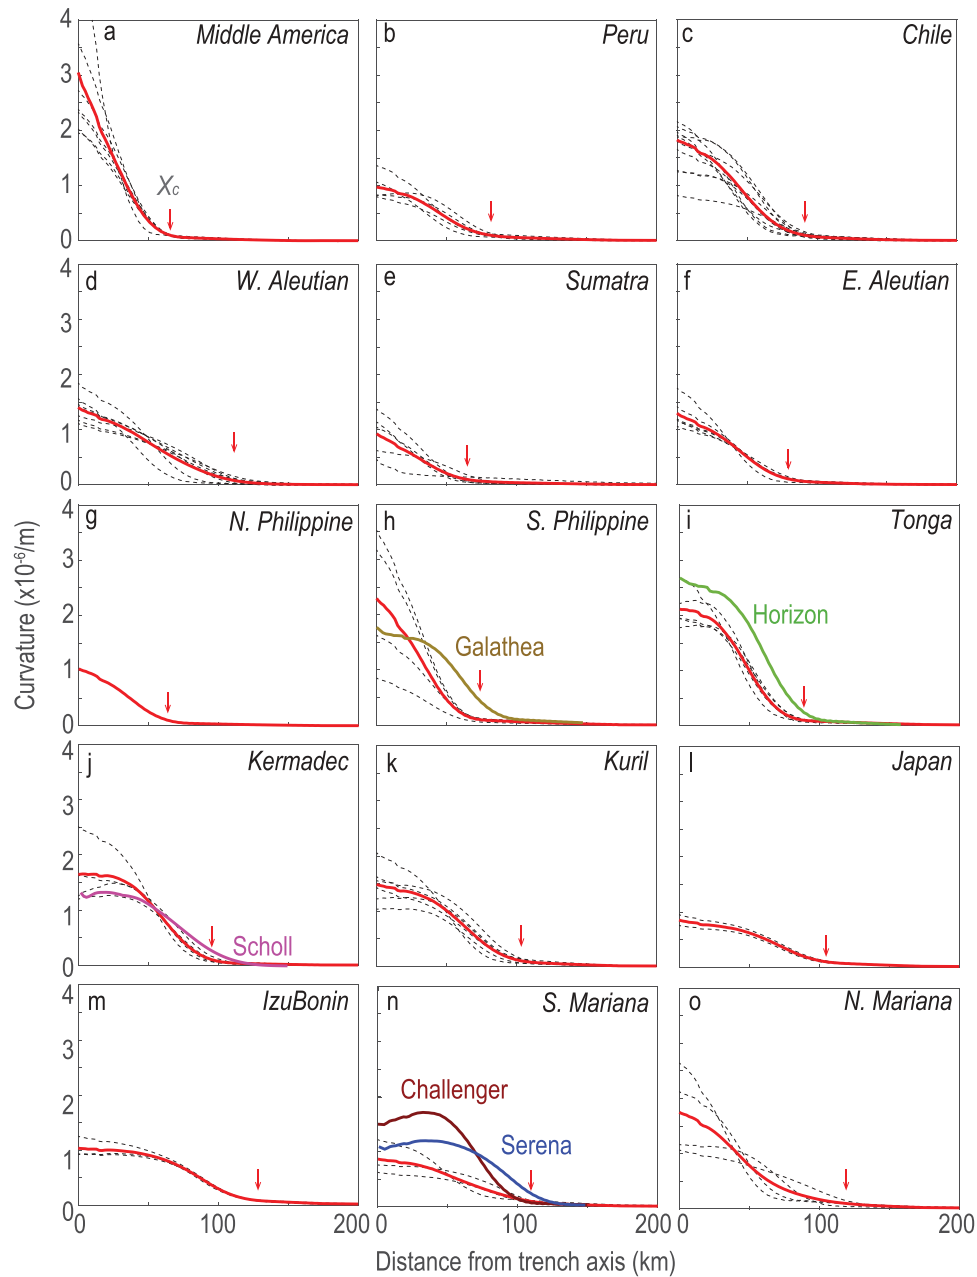 a Middle America
b Peru
c Chile
4
3
2
1
0
Xc
d W. Aleutian
e Sumatra
f E. Aleutian
4
3
2
1
0
g N. Philippine
h S. Philippine
i Tonga
4
3
2
1
0
Galathea
Horizon
Curvature (x10-6/m)
j Kermadec
k Kuril
l Japan
4
3
2
1
0
Scholl
m IzuBonin
n S. Mariana
o N. Mariana
4
3
2
1
0
Challenger
Serena
0 100 200
0 100 200
0 100 200
Distance from trench axis (km)